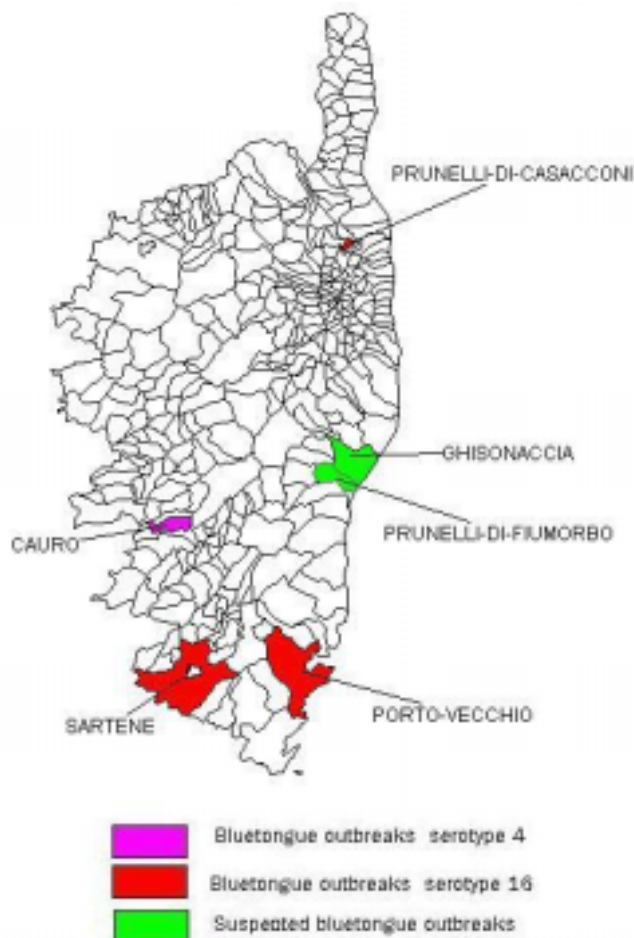 PRUNELLI-DI-CASACCONI
GHISONACCIA
PRUNELLI-DI-FIUMORBO
CAURO
SARTENE
PORTO-VECCHIO
Bluetongue outbreaks serotype 4
Bluetongue outbreaks serotype 16
Suspected bluetongue outbreaks